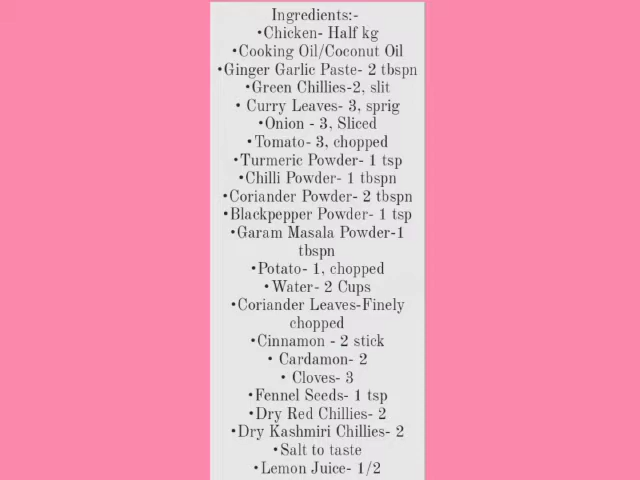 Ingredients:-
•Chicken- Half kg
•Cooking Oil/Coconut Oil
•Ginger Garlic Paste- 2 tbspn
•Green Chillies-2, slit
• Curry Leaves- 3, sprig
•Onion - 3, Sliced
•Tomato- 3, chopped
•Turmeric Powder- 1 tsp
•Chilli Powder- 1 tbspn
•Coriander Powder- 2 tbspn
•Blackpepper Powder- 1 tsp
•Garam Masala Powder-1
tbspn
•Potato- 1, chopped
•Water- 2 Cups
•Coriander Leaves-Finely
chopped
•Cinnamon - 2 stick
• Cardamon- 2
• Cloves- 3
•Fennel Seeds- 1 tsp
•Dry Red Chillies- 2
•Dry Kashmiri Chillies- 2
•Salt to taste
•Lemon Juice- 1/2